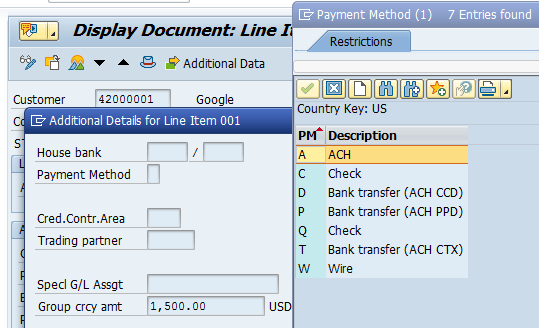 Display Document: Line It
Additional Data
Customer
42000001
Google
Co
ST
Additional Details for Line Item 001
House bank
/
Payment Method
Cred.Contr.Area
Trading partner
Specl G/L Assgt
Group crcy amt
1,500.00
USD
Payment Method (1) 7 Entries found
Restrictions
Country Key: US
PM Description
A ACH
C Check
D Bank transfer (ACH CCD)
P Bank transfer (ACH PPD)
Q Check
T Bank transfer (ACH CTX)
W Wire